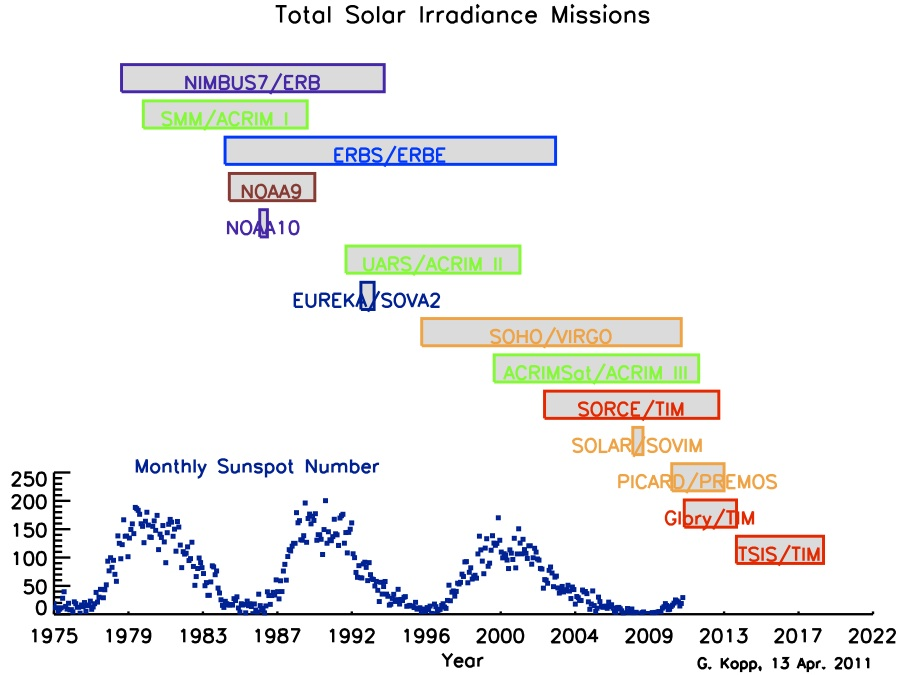 Total Solar Irradiance Missions
NIMBUS7/ERB
SMM/ACRIM I
ERBS/ERBE
NOAA9
NOAA10
UARS/ACRIM II
EUREKA/SOVA2
SOHO/VIRGO
ACRIMSat/ACRIM III
SORCE/TIM
SOLAR/SOVIM
PICARD/PREMOS
Glory/TIM
TSIS/TIM
Monthly Sunspot Number
250
200
150
100
50
0
1975 1979 1983 1987 1992 1996 2000 2004 2009 2013 2017 2022
Year
G. Kopp, 13 Apr. 2011